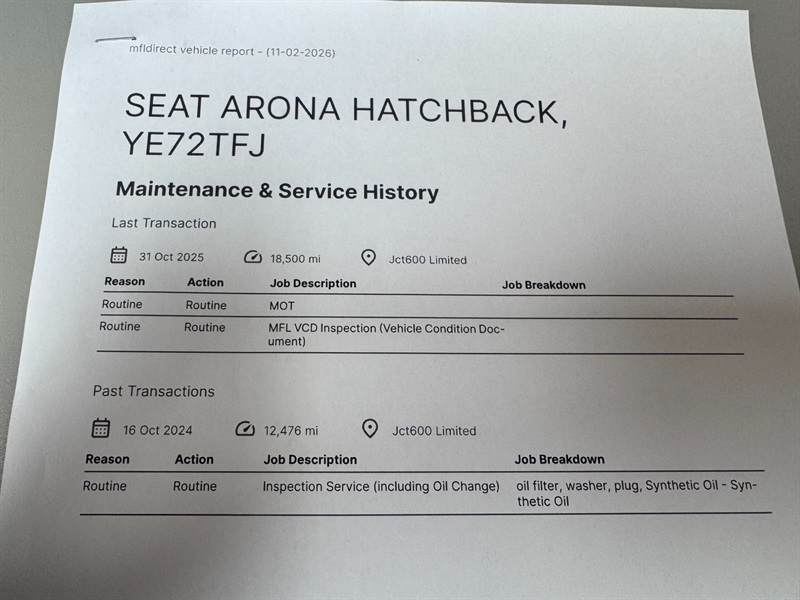 mfldirect vehicle report - (11-02-2026)
SEAT ARONA HATCHBACK,
YE72TFJ
Maintenance & Service History
Last Transaction
31 Oct 2025 18,500 mi Jct600 Limited
Reason Action Job Description Job Breakdown
Routine Routine MOT
Routine Routine MFL VCD Inspection (Vehicle Condition Doc-
ument)
Past Transactions
16 Oct 2024 12,476 mi Jct600 Limited
Reason Action Job Description Job Breakdown
Routine Routine Inspection Service (including Oil Change) oil filter, washer, plug, Synthetic Oil - Syn-
thetic Oil